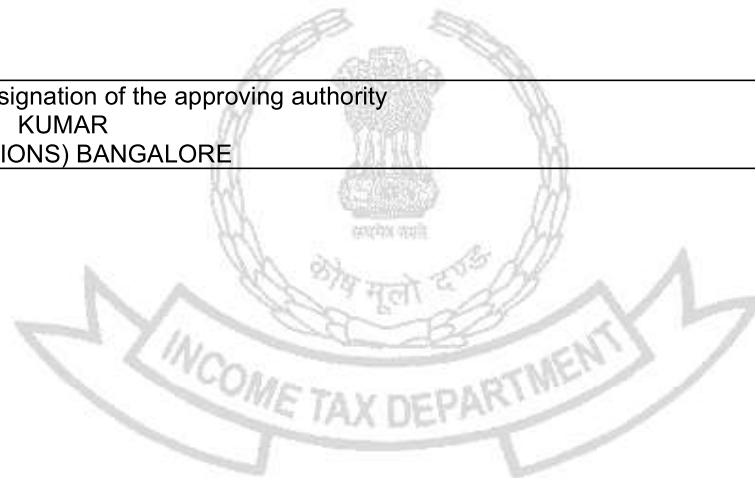 signation of the approving authority
KUMAR
IONS) BANGALORE
सत्यमेव जयते
कोष मूलो दण्डः
INCOME TAX DEPARTMENT